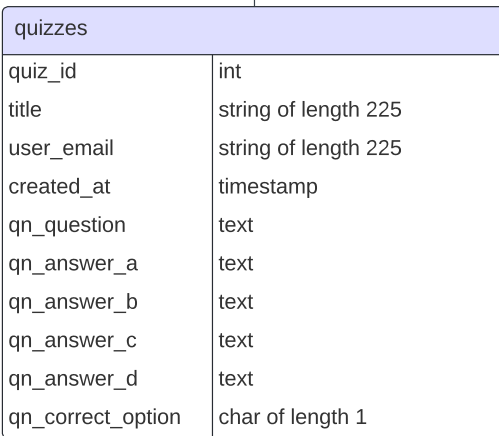 quizzes
quiz_id int
title string of length 225
user_email string of length 225
created_at timestamp
qn_question text
qn_answer_a text
qn_answer_b text
qn_answer_c text
qn_answer_d text
qn_correct_option char of length 1